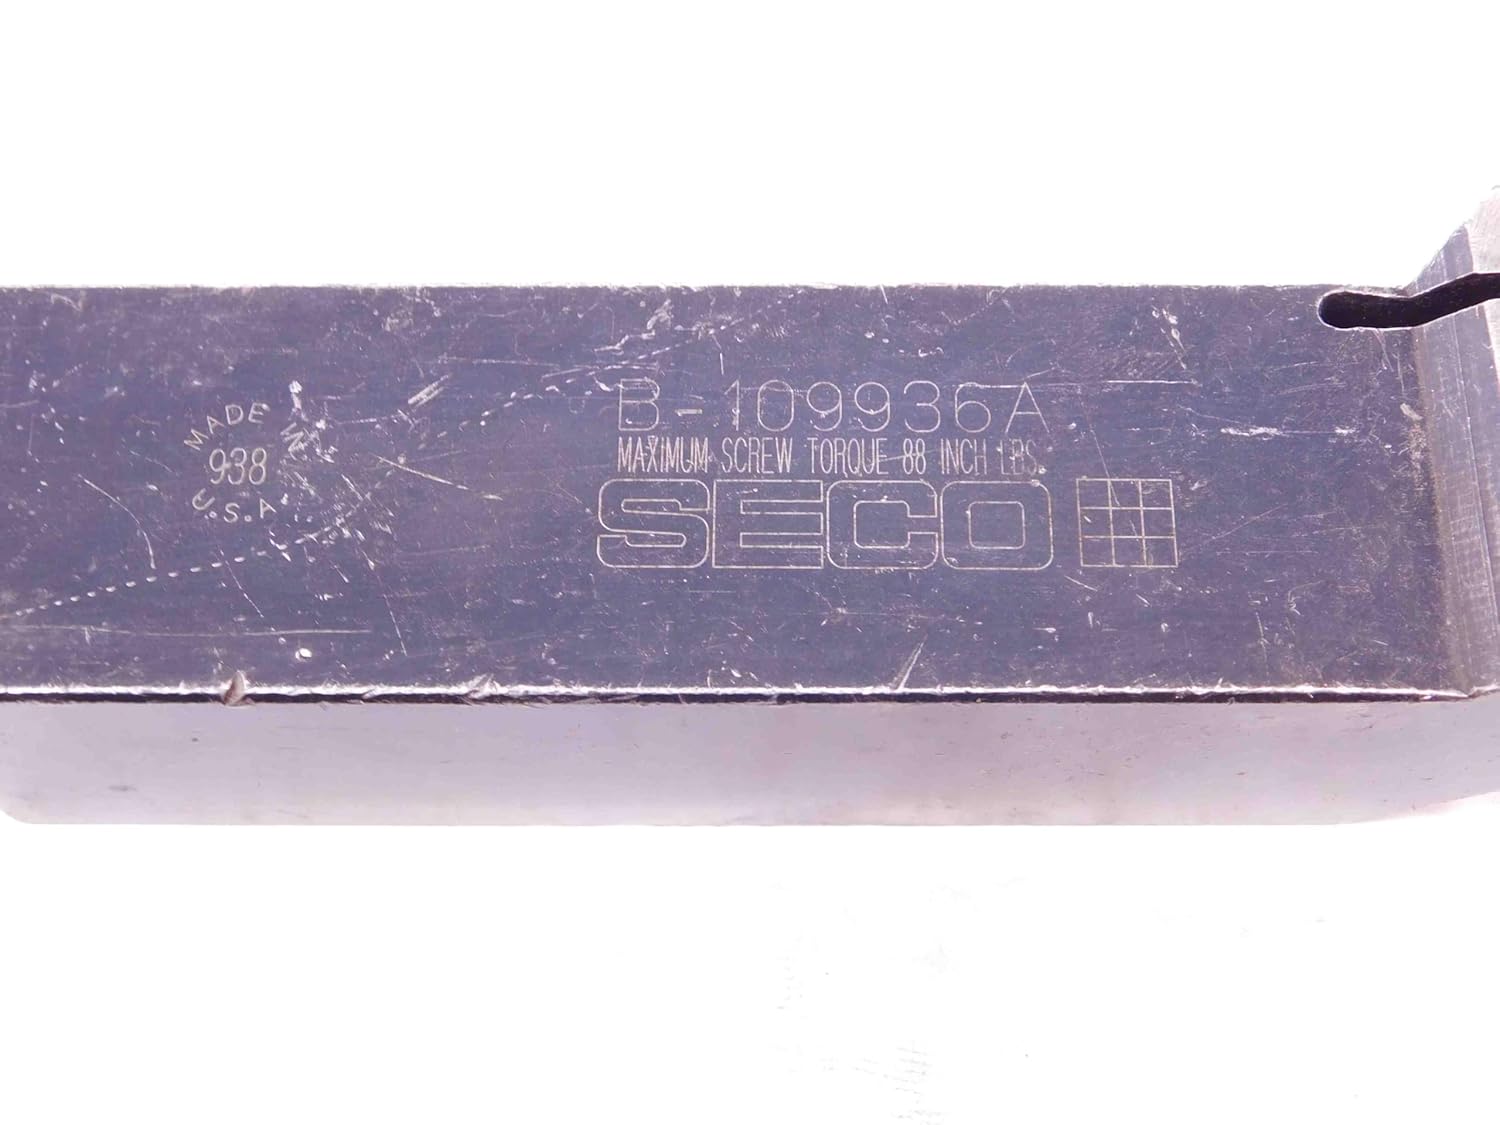 MADE IN
938
U.S.A
B-109936A
MAXIMUM SCREW TORQUE 88 INCH LBS.
SECO